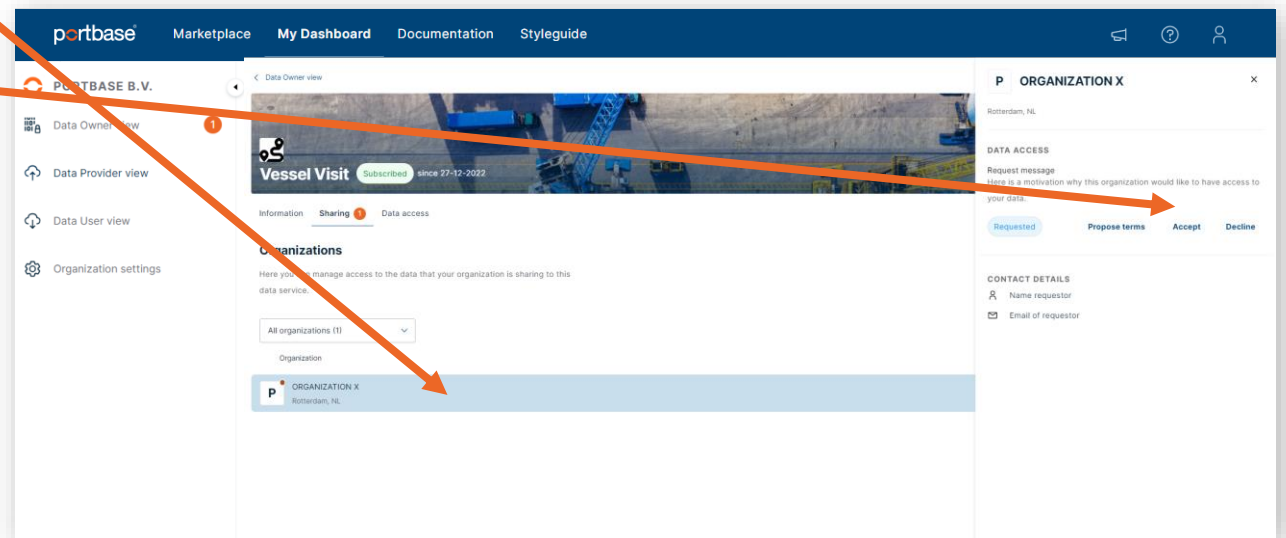 portbase Marketplace My Dashboard Documentation Styleguide
PORTBASE B.V.
Data Owner view 1
Data Provider view
Data User view
Organization settings
Data Owner view
Vessel Visit Subscribed since 27-12-2022
Information Sharing 1 Data access
Organizations
Here you can manage access to the data that your organization is sharing to this
data service.
All organizations (1)
Organization
P ORGANIZATION X
Rotterdam, NL
P ORGANIZATION X
Rotterdam, NL
DATA ACCESS
Request message
Here is a motivation why this organization would like to have access to
your data.
Requested Propose terms Accept Decline
CONTACT DETAILS
Name requestor
Email of requestor